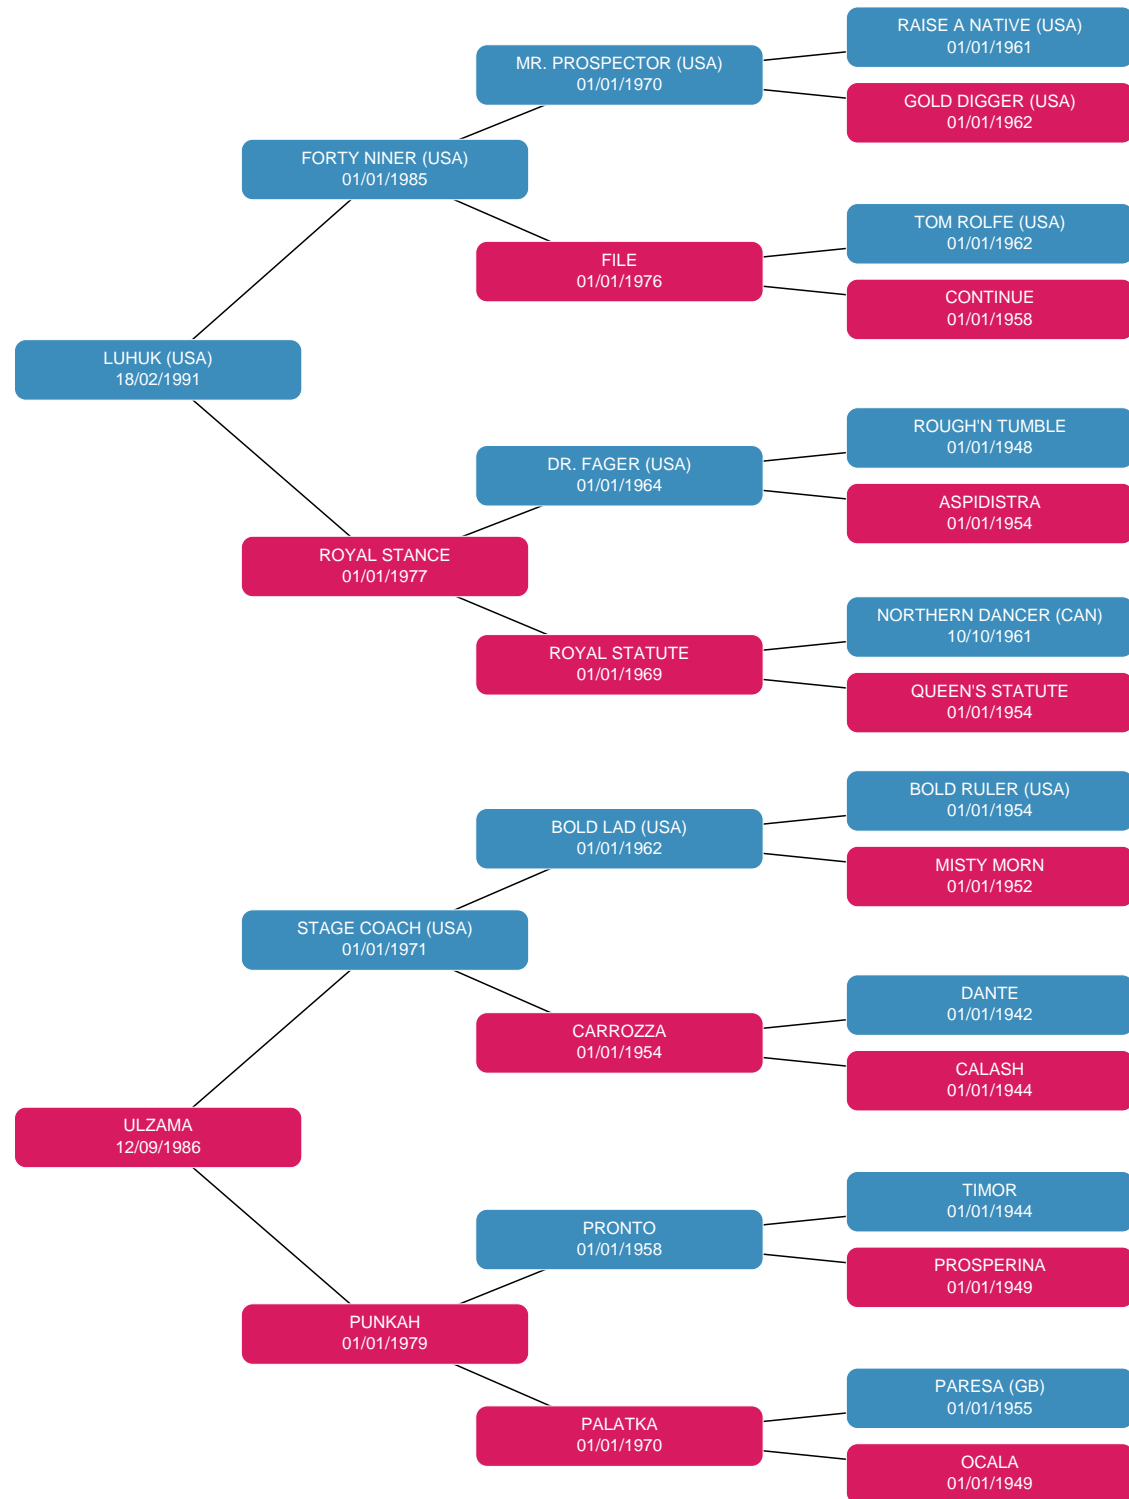 RAISE A NATIVE (USA)
01/01/1961
MR. PROSPECTOR (USA)
01/01/1970
GOLD DIGGER (USA)
01/01/1962
FORTY NINER (USA)
01/01/1985
TOM ROLFE (USA)
01/01/1962
FILE
01/01/1976
CONTINUE
01/01/1958
LUHUK (USA)
18/02/1991
ROUGH'N TUMBLE
01/01/1948
DR. FAGER (USA)
01/01/1964
ASPIDISTRA
01/01/1954
ROYAL STANCE
01/01/1977
NORTHERN DANCER (CAN)
10/10/1961
ROYAL STATUTE
01/01/1969
QUEEN'S STATUTE
01/01/1954
BOLD RULER (USA)
01/01/1954
BOLD LAD (USA)
01/01/1962
MISTY MORN
01/01/1952
STAGE COACH (USA)
01/01/1971
DANTE
01/01/1942
CARROZZA
01/01/1954
CALASH
01/01/1944
ULZAMA
12/09/1986
TIMOR
01/01/1944
PRONTO
01/01/1958
PROSPERINA
01/01/1949
PUNKAH
01/01/1979
PARESA (GB)
01/01/1955
PALATKA
01/01/1970
OCALA
01/01/1949